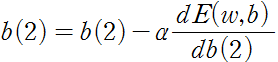 b(2) = b(2) − α dE(w,b)/db(2)